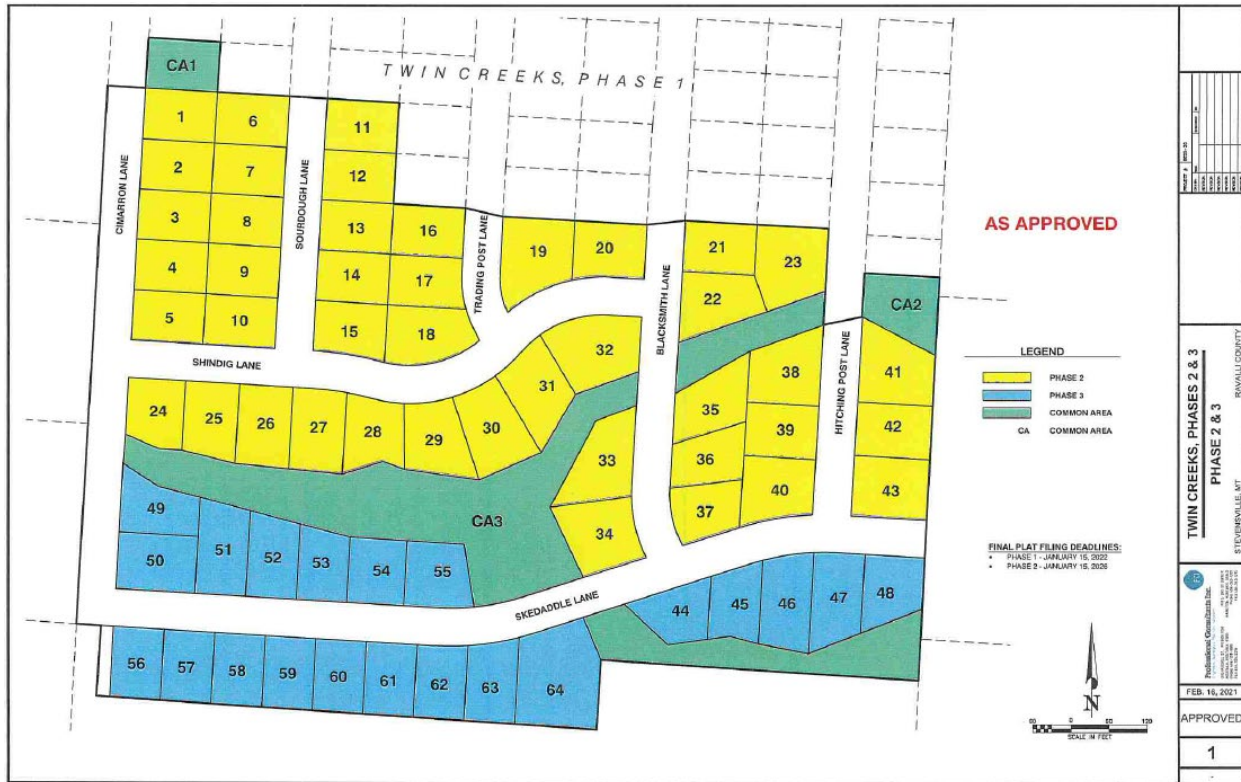 TWIN CREEKS, PHASE 1
CA1
1
6
11
2
7
12
3
8
13
16
4
9
14
17
5
10
15
18
19
20
21
23
22
CIMARRON LANE
SOURDOUGH LANE
TRADING POST LANE
BLACKSMITH LANE
HITCHING POST LANE
SHINDIG LANE
CA2
24
25
26
27
28
29
30
31
32
33
34
35
36
37
38
39
40
41
42
43
CA3
49
50
51
52
53
54
55
SKEDADDLE LANE
44
45
46
47
48
56
57
58
59
60
61
62
63
64
AS APPROVED
LEGEND
PHASE 2
PHASE 3
COMMON AREA
CA COMMON AREA
FINAL PLAT FILING DEADLINES:
• PHASE 1 - JANUARY 15, 2022
• PHASE 2 - JANUARY 15, 2026
N
60 0 60 120
SCALE IN FEET
TWIN CREEKS, PHASES 2 & 3
PHASE 2 & 3
STEVENSVILLE, MT
RAVALLI COUNTY
Professional Consultants Inc.
FEB. 16, 2021
APPROVED
1